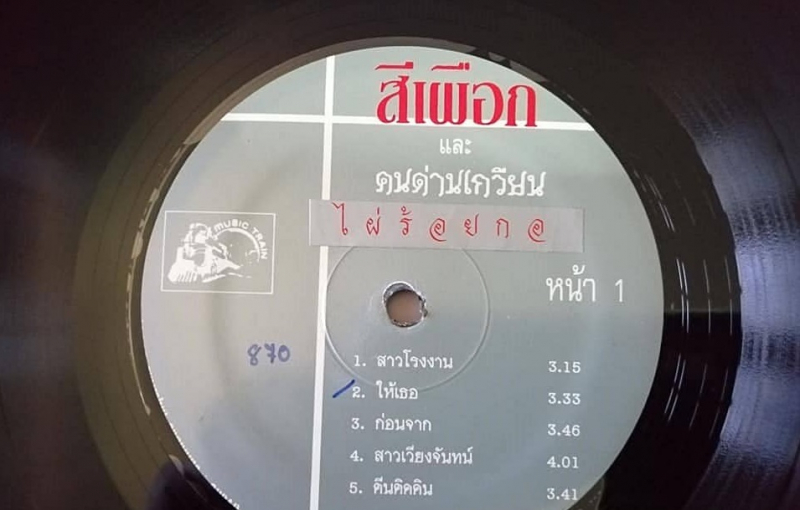 สีเผือก
และ
คนด่านเกวียน
ไผ่ร้อยกอ
MUSIC TRAIN
หน้า 1
870
1. สาวโรงงาน 3.15
2. ให้เธอ 3.33
3. ก่อนจาก 3.46
4. สาวเวียงจันทน์ 4.01
5. ตีนติดดิน 3.41